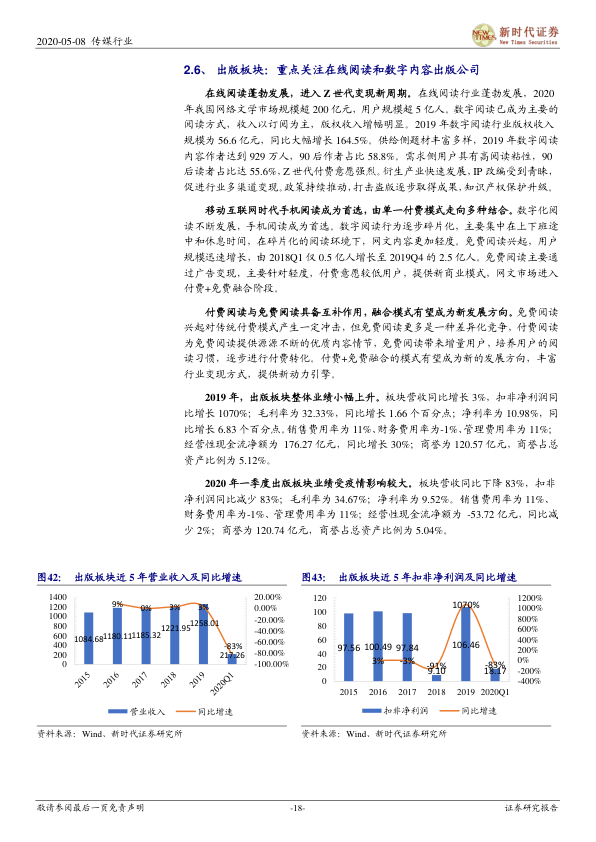 2020-05-08 传媒行业
新时代证券
New Times Securities
2.6、 出版板块：重点关注在线阅读和数字内容出版公司
在线阅读蓬勃发展，进入 Z 世代变现新周期。在线阅读行业蓬勃发展，2020
年我国网络文学市场规模超 200 亿元，用户规模超 5 亿人。数字阅读已成为主要的
阅读方式，收入以订阅为主，版权收入增幅明显。2019 年数字阅读行业版权收入
规模为 56.6 亿元，同比大幅增长 164.5%。供给侧题材丰富多样，2019 年数字阅读
内容作者达到 929 万人，90 后作者占比 58.8%。需求侧用户具有高阅读粘性，90
后读者占比达 55.6%，Z 世代付费意愿强烈。衍生产业快速发展，IP 改编受到青睐，
促进行业多渠道变现。政策持续推动，打击盗版逐步取得成果，知识产权保护升级。
移动互联网时代手机阅读成为首选，由单一付费模式走向多种结合。数字化阅
读不断发展，手机阅读成为首选。数字阅读行为逐步碎片化，主要集中在上下班途
中和休息时间，在碎片化的阅读环境下，网文内容更加轻度。免费阅读兴起，用户
规模迅速增长，由 2018Q1 仅 0.5 亿人增长至 2019Q4 的 2.5 亿人。免费阅读主要通
过广告变现，主要针对轻度，付费意愿较低用户，提供新商业模式，网文市场进入
付费+免费融合阶段。
付费阅读与免费阅读具备互补作用，融合模式有望成为新发展方向。免费阅读
兴起对传统付费模式产生一定冲击，但免费阅读更多是一种差异化竞争，付费阅读
为免费阅读提供源源不断的优质内容情节，免费阅读带来增量用户，培养用户的阅
读习惯，逐步进行付费转化。付费+免费融合的模式有望成为新的发展方向，丰富
行业变现方式，提供新动力引擎。
2019 年，出版板块整体业绩小幅上升。板块营收同比增长 3%，扣非净利润同
比增长 1070%；毛利率为 32.33%，同比增长 1.66 个百分点；净利率为 10.98%，同
比增长 6.83 个百分点。销售费用率为 11%、财务费用率为-1%、管理费用率为 11%；
经营性现金流净额为 176.27 亿元，同比增长 30%；商誉为 120.57 亿元，商誉占总
资产比例为 5.12%。
2020 年一季度出版板块业绩受疫情影响较大。板块营收同比下降 83%，扣非
净利润同比减少 83%；毛利率为 34.67%；净利率为 9.52%。销售费用率为 11%、
财务费用率为-1%、管理费用率为 11%；经营性现金流净额为 -53.72 亿元，同比减
少 2%；商誉为 120.74 亿元，商誉占总资产比例为 5.04%。
图42： 出版板块近 5 年营业收入及同比增速
1400
1200
1000
800
600
400
200
0
20.00%
0.00%
-20.00%
-40.00%
-60.00%
-80.00%
-100.00%
9% 0% 3% 3% -83%
1084.68 1180.11 1185.32 1221.95 1258.01 217.26
2015 2016 2017 2018 2019 2020Q1
营业收入 同比增速
资料来源：Wind、新时代证券研究所
图43： 出版板块近 5 年扣非净利润及同比增速
120
100
80
60
40
20
0
1200%
1000%
800%
600%
400%
200%
0%
-200%
-400%
3% -3% -91% 1070% -83%
97.56 100.49 97.84 9.10 106.46 18.17
2015 2016 2017 2018 2019 2020Q1
扣非净利润 同比增速
资料来源：Wind、新时代证券研究所
敬请参阅最后一页免责声明 -18- 证券研究报告